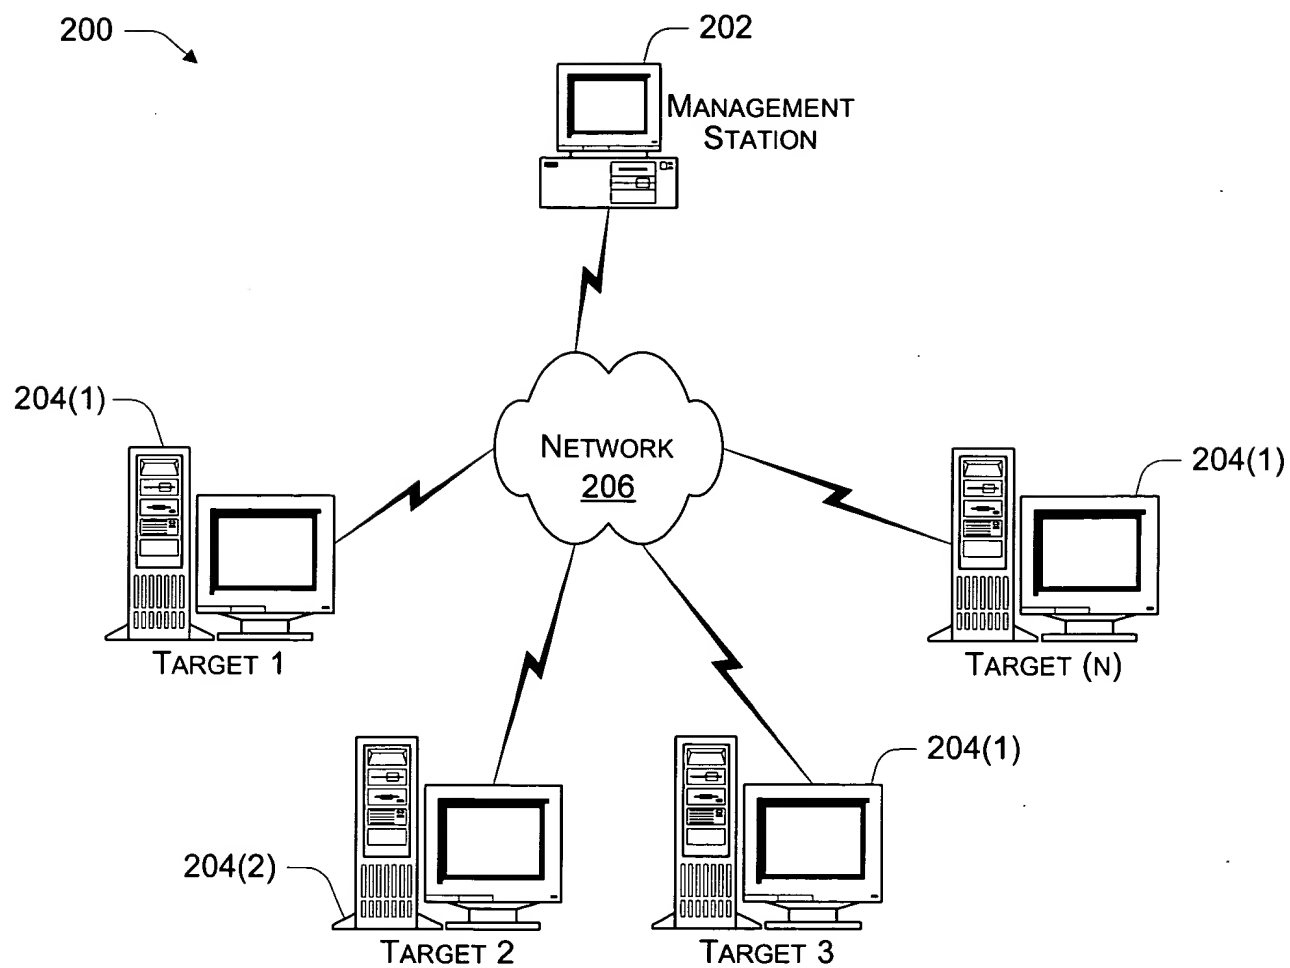 200
202
MANAGEMENT
STATION
204(1)
NETWORK
206
204(1)
TARGET 1
TARGET (N)
204(1)
204(2)
TARGET 2
TARGET 3